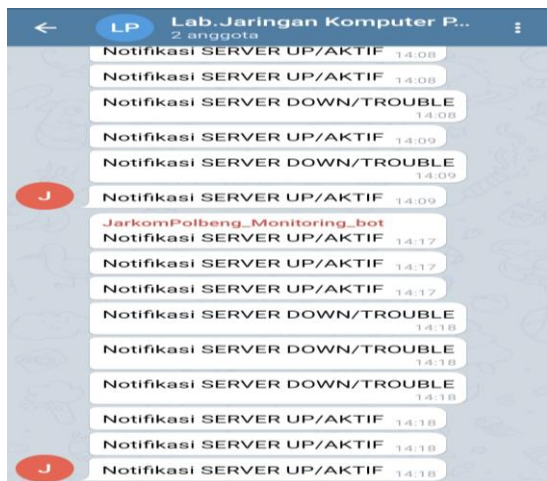 LP
Lab.Jaringan Komputer P...
2 anggota
Notifikasi SERVER UP/AKTIF 14:08
Notifikasi SERVER UP/AKTIF 14:08
Notifikasi SERVER DOWN/TROUBLE
14:08
Notifikasi SERVER UP/AKTIF 14:09
Notifikasi SERVER DOWN/TROUBLE
14:09
J
Notifikasi SERVER UP/AKTIF 14:09
JarkomPolbeng_Monitoring_bot
Notifikasi SERVER UP/AKTIF 14:17
Notifikasi SERVER UP/AKTIF 14:17
Notifikasi SERVER UP/AKTIF 14:17
Notifikasi SERVER DOWN/TROUBLE
14:18
Notifikasi SERVER DOWN/TROUBLE
14:18
Notifikasi SERVER DOWN/TROUBLE
14:18
Notifikasi SERVER UP/AKTIF 14:18
Notifikasi SERVER UP/AKTIF 14:18
J
Notifikasi SERVER UP/AKTIF 14:18